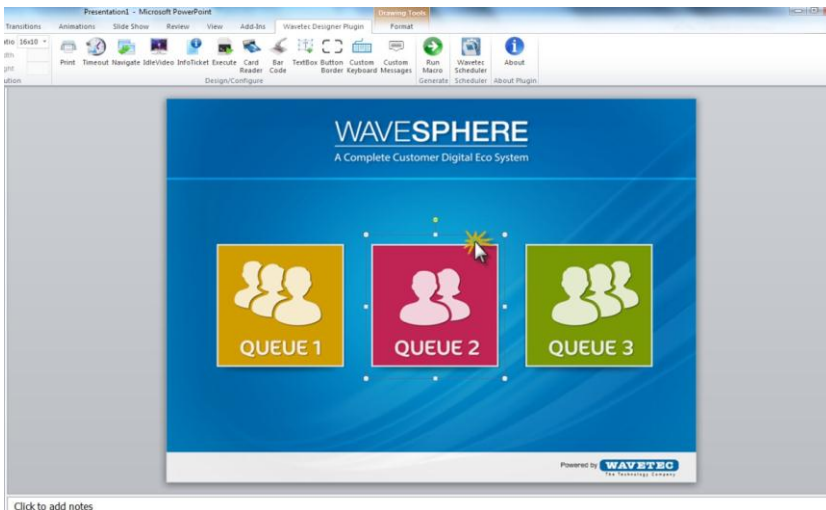 Presentation1 - Microsoft PowerPoint
Drawing Tools
Transitions Animations Slide Show Review View Add-Ins Wavetec Designer Plugin Format
16x10
Print Timeout Navigate IdleVideo InfoTicket Execute Card Reader Bar Code TextBox Button Border Custom Keyboard Custom Messages Run Macro Wavetec Scheduler About
Design/Configure Generate Scheduler About Plugin
WAVESPHERE
A Complete Customer Digital Eco System
QUEUE 1 QUEUE 2 QUEUE 3
Powered by WAVETEC
The Technology Company
Click to add notes